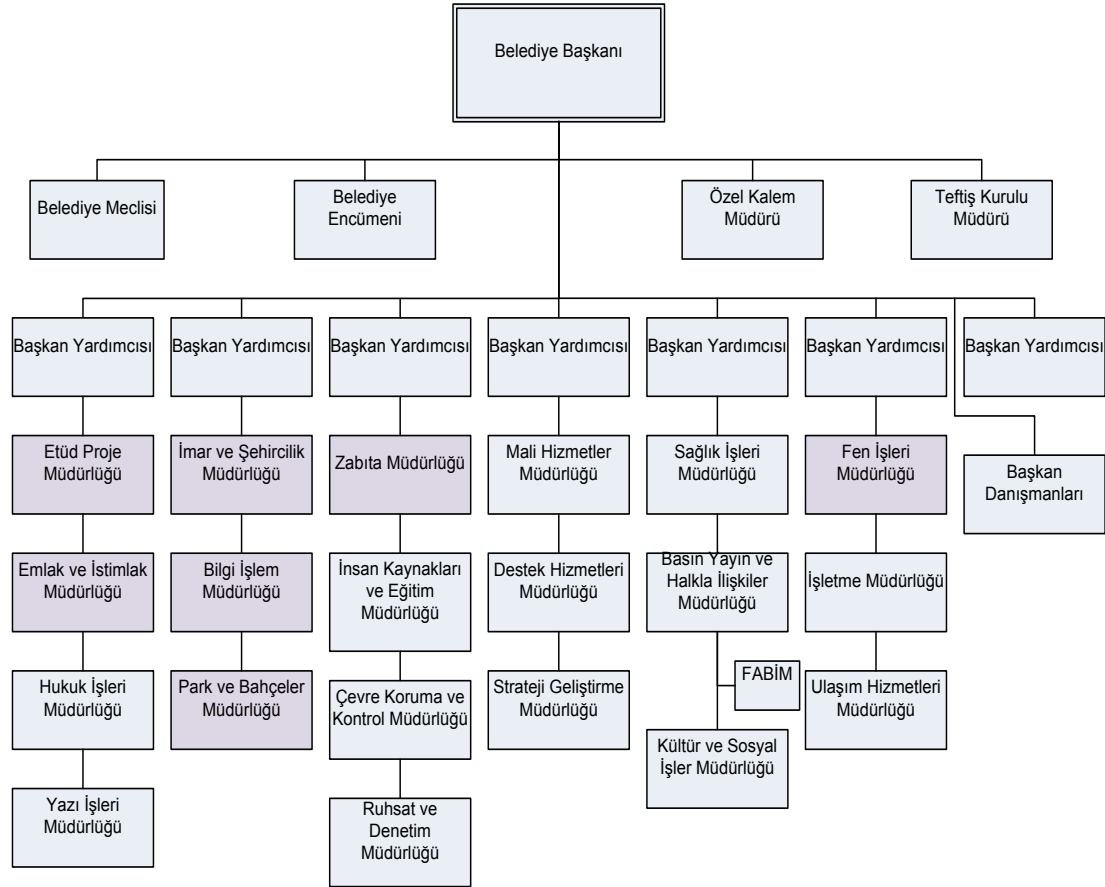 Belediye Başkanı
Belediye Meclisi
Belediye
Encümeni
Özel Kalem
Müdürü
Teftiş Kurulu
Müdürü
Başkan Yardımcısı
Başkan Yardımcısı
Başkan Yardımcısı
Başkan Yardımcısı
Başkan Yardımcısı
Başkan Yardımcısı
Başkan Yardımcısı
Etüd Proje
Müdürlüğü
İmar ve Şehircilik
Müdürlüğü
Zabıta Müdürlüğü
Mali Hizmetler
Müdürlüğü
Sağlık İşleri
Müdürlüğü
Fen İşleri
Müdürlüğü
Başkan
Danışmanları
Emlak ve İstimlak
Müdürlüğü
Bilgi İşlem
Müdürlüğü
İnsan Kaynakları
ve Eğitim
Müdürlüğü
Destek Hizmetleri
Müdürlüğü
Basın Yayın ve
Halkla İlişkiler
Müdürlüğü
İşletme Müdürlüğü
Hukuk İşleri
Müdürlüğü
Park ve Bahçeler
Müdürlüğü
Çevre Koruma ve
Kontrol Müdürlüğü
Strateji Geliştirme
Müdürlüğü
FABİM
Ulaşım Hizmetleri
Müdürlüğü
Kültür ve Sosyal
İşler Müdürlüğü
Yazı İşleri
Müdürlüğü
Ruhsat ve
Denetim
Müdürlüğü